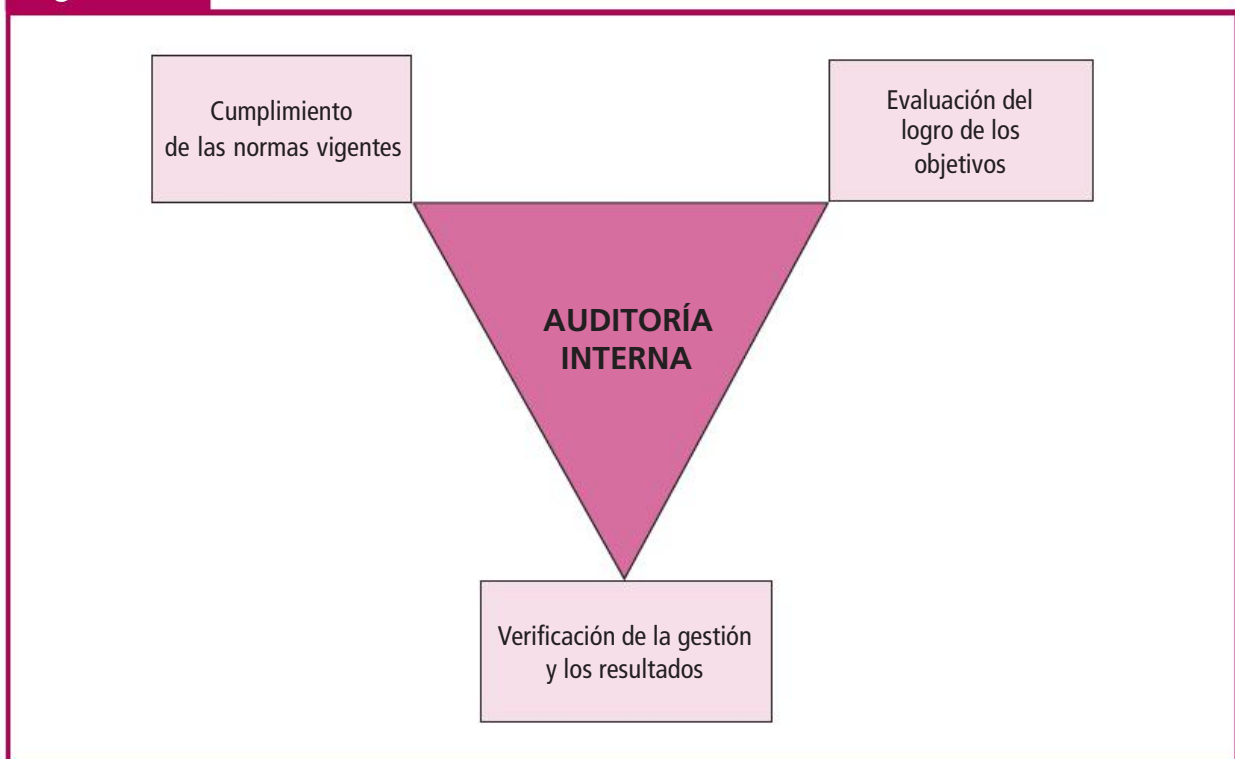 Cumplimiento
de las normas vigentes
Evaluación del
logro de los
objetivos
AUDITORÍA
INTERNA
Verificación de la gestión
y los resultados